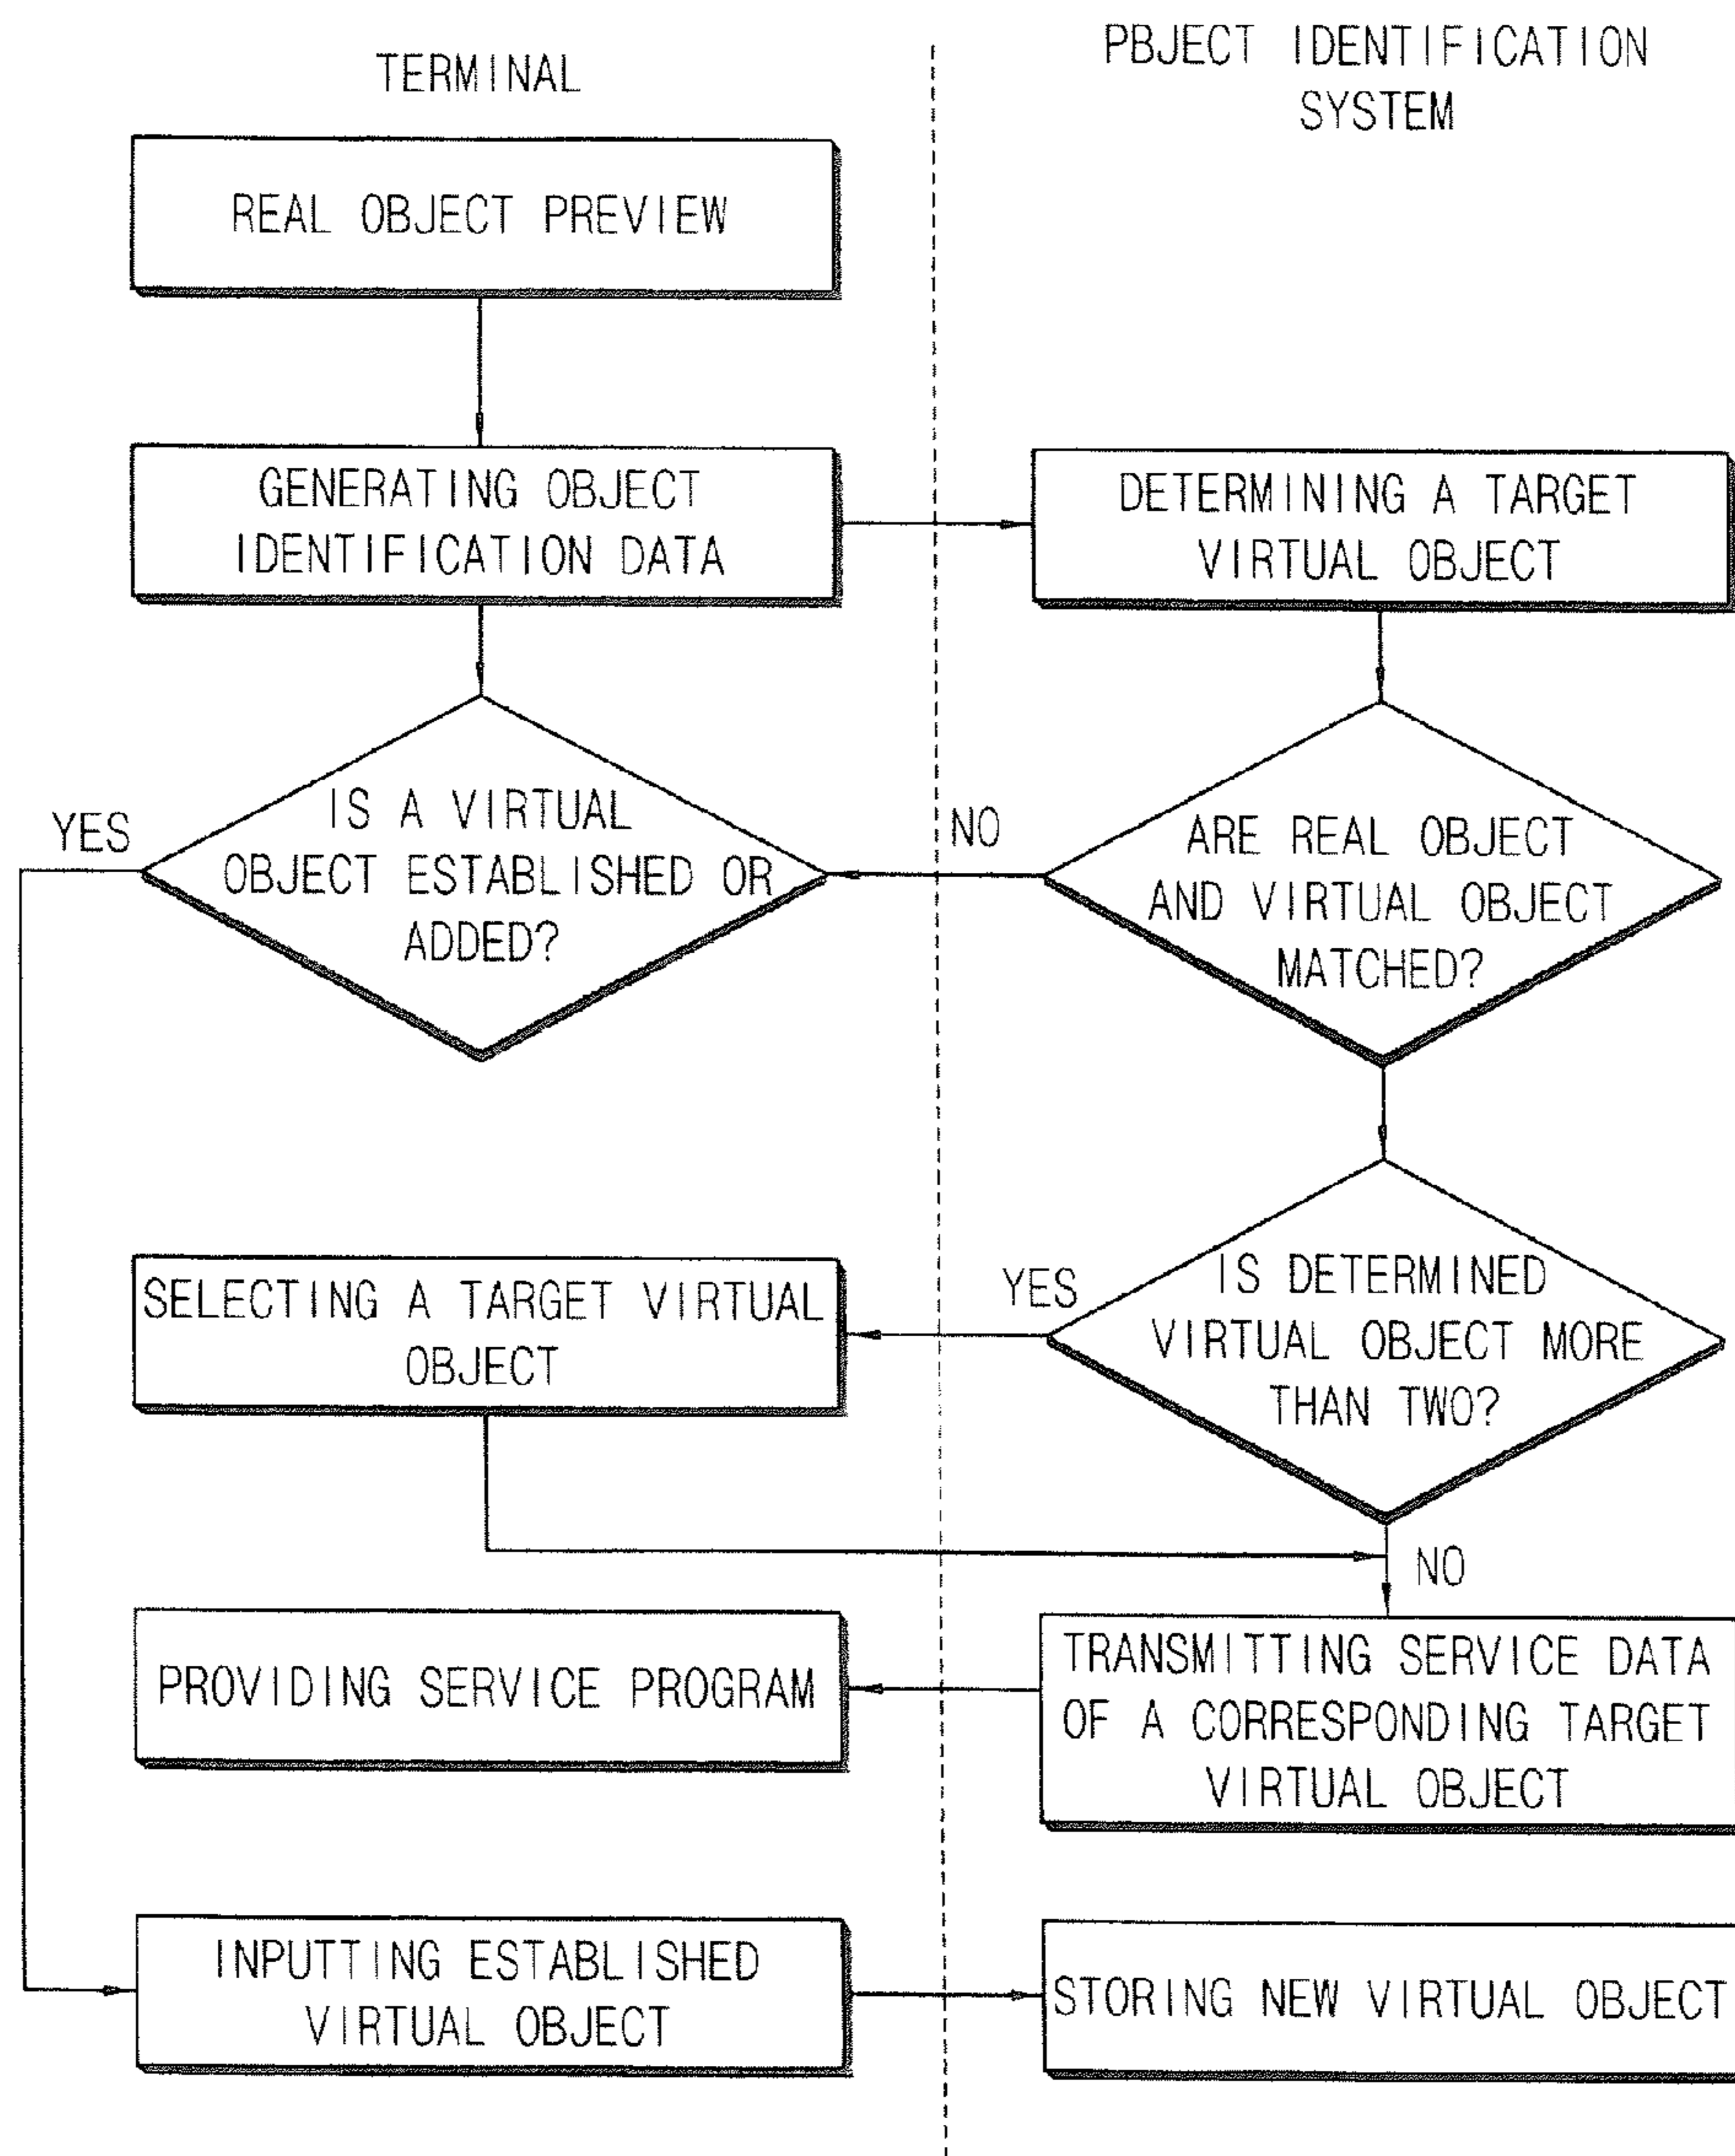 TERMINAL
PBJECT IDENTIFICATION
SYSTEM
REAL OBJECT PREVIEW
GENERATING OBJECT
IDENTIFICATION DATA
DETERMINING A TARGET
VIRTUAL OBJECT
YES
IS A VIRTUAL
OBJECT ESTABLISHED OR
ADDED?
NO
ARE REAL OBJECT
AND VIRTUAL OBJECT
MATCHED?
SELECTING A TARGET VIRTUAL
OBJECT
YES
IS DETERMINED
VIRTUAL OBJECT MORE
THAN TWO?
NO
PROVIDING SERVICE PROGRAM
TRANSMITTING SERVICE DATA
OF A CORRESPONDING TARGET
VIRTUAL OBJECT
INPUTTING ESTABLISHED
VIRTUAL OBJECT
STORING NEW VIRTUAL OBJECT